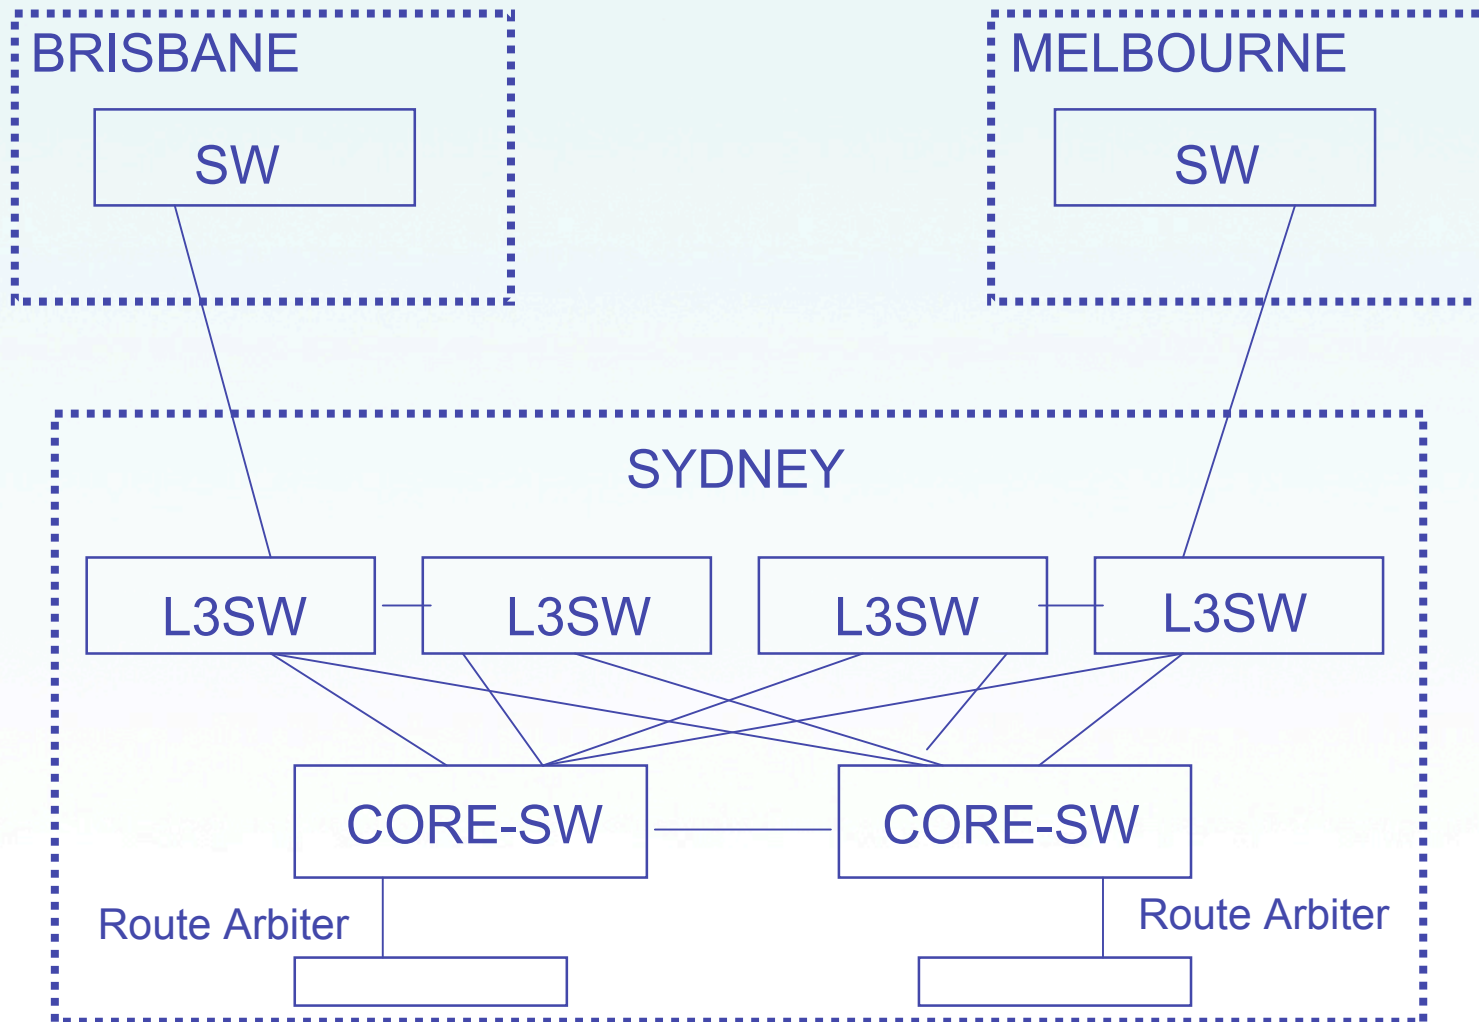 BRISBANE
MELBOURNE
SW
SW
SYDNEY
L3SW
L3SW
L3SW
L3SW
CORE-SW
CORE-SW
Route Arbiter
Route Arbiter